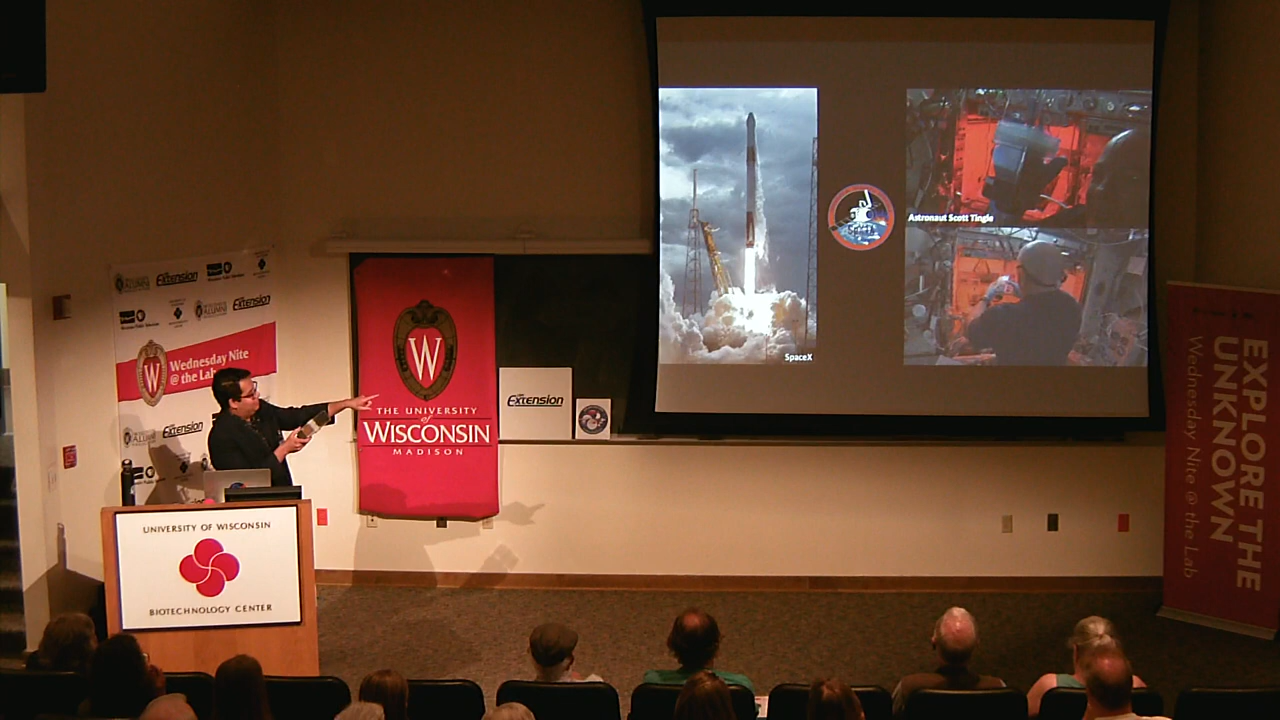 SpaceX
Astronaut Scott Tingle
Extension
Extension
Wednesday Nite
@ the Lab
Extension
W
THE UNIVERSITY
of
WISCONSIN
MADISON
Extension
UNIVERSITY OF WISCONSIN
BIOTECHNOLOGY CENTER
EXPLORE THE
UNKNOWN
Wednesday Nite @ the Lab